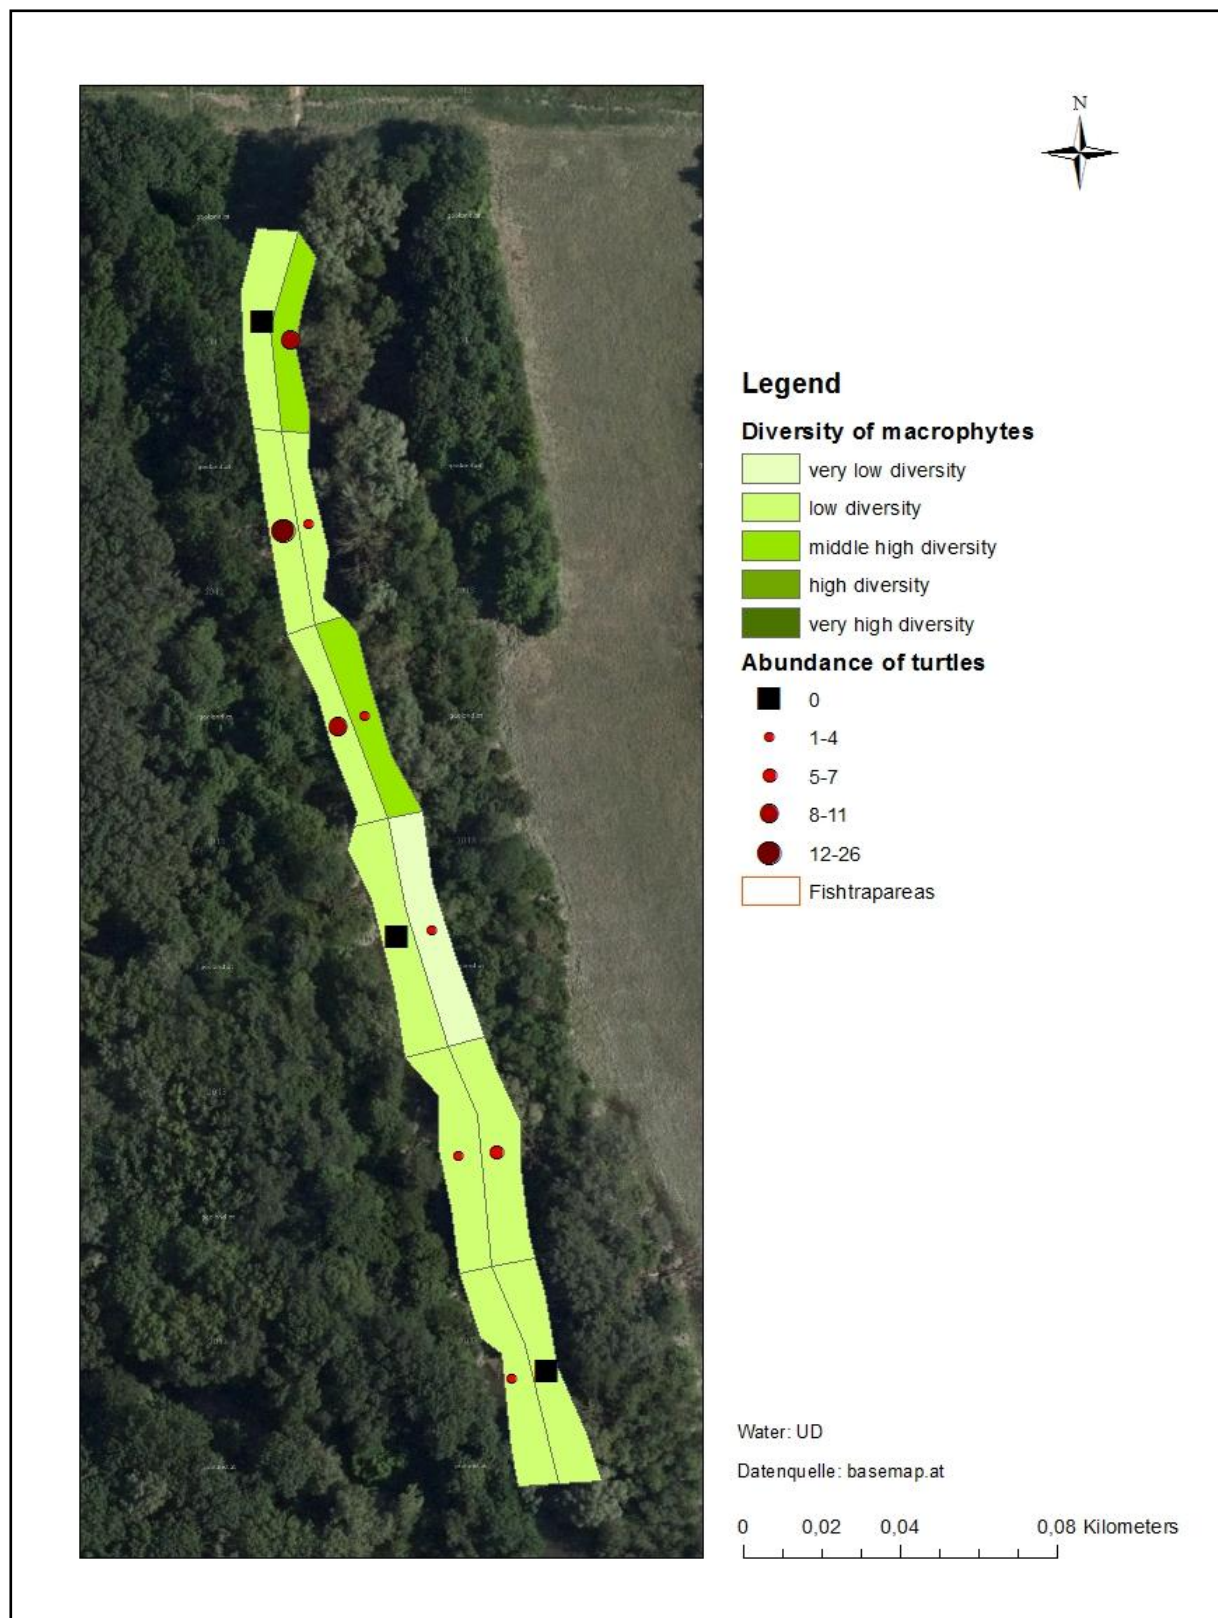 N
Legend
Diversity of macrophytes
very low diversity
low diversity
middle high diversity
high diversity
very high diversity
Abundance of turtles
0
1-4
5-7
8-11
12-26
Fishtrapareas
Water: UD
Datenquelle: basemap.at
0 0,02 0,04 0,08 Kilometers